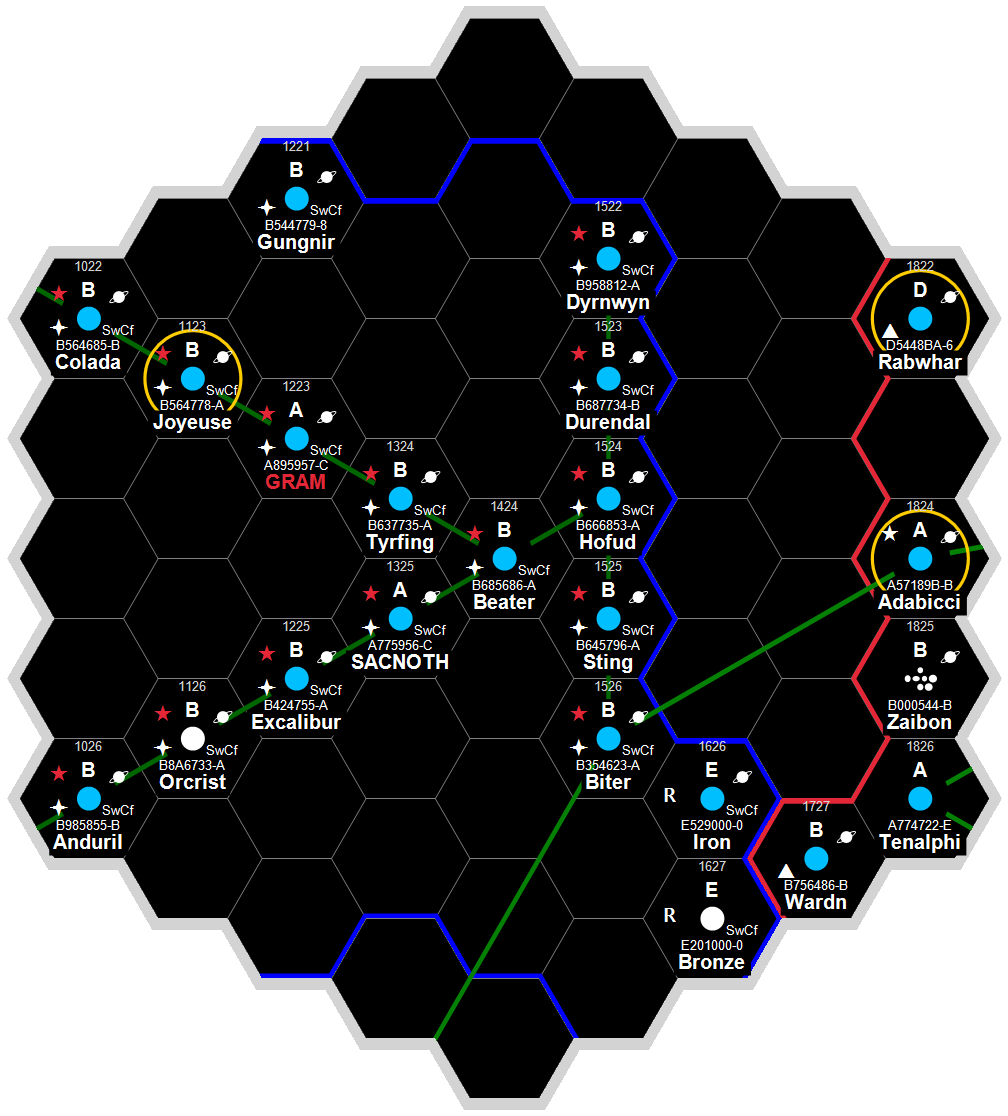 1221
B
SwCf
B544779-8
Gungnir
1522
B
SwCf
B958812-A
Dyrnwyn
1022
B
SwCf
B564685-B
Colada
1822
D
D5448BA-6
Rabwhar
1123
B
SwCf
B564778-A
Joyeuse
1523
B
SwCf
B687734-B
Durendal
1223
A
SwCf
A895957-C
GRAM
1324
B
SwCf
B637735-A
Tyrfing
1524
B
SwCf
B666853-A
Hofud
1424
B
SwCf
B685686-A
Beater
1824
A
A57189B-B
Adabicci
1325
A
SwCf
A775956-C
SACNOTH
1525
B
SwCf
B645796-A
Sting
1225
B
SwCf
B424755-A
Excalibur
1825
B
B000544-B
Zaibon
1126
B
SwCf
B8A6733-A
Orcrist
1526
B
SwCf
B354623-A
Biter
1026
B
SwCf
B985855-B
Anduril
1626
E
R
SwCf
E529000-0
Iron
1826
A
A774722-E
Tenalphi
1727
B
B756486-B
Wardn
1627
E
R
SwCf
E201000-0
Bronze